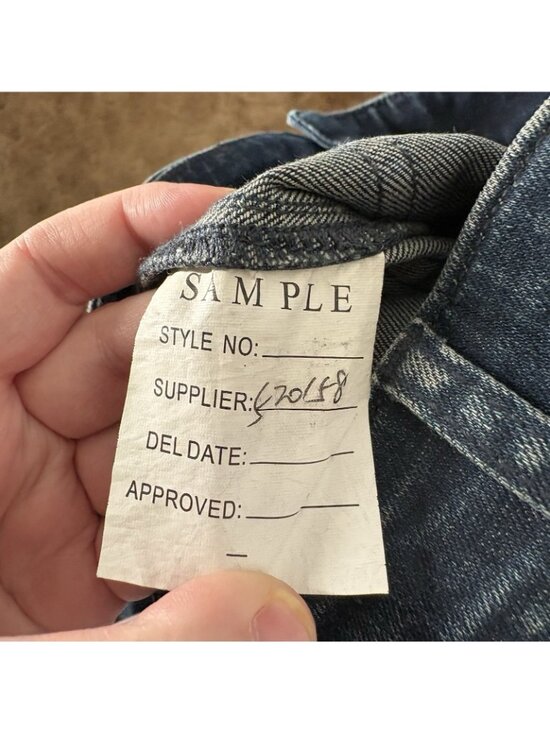 SAMPLE
STYLE NO:
SUPPLIER:
DEL DATE:
APPROVED: